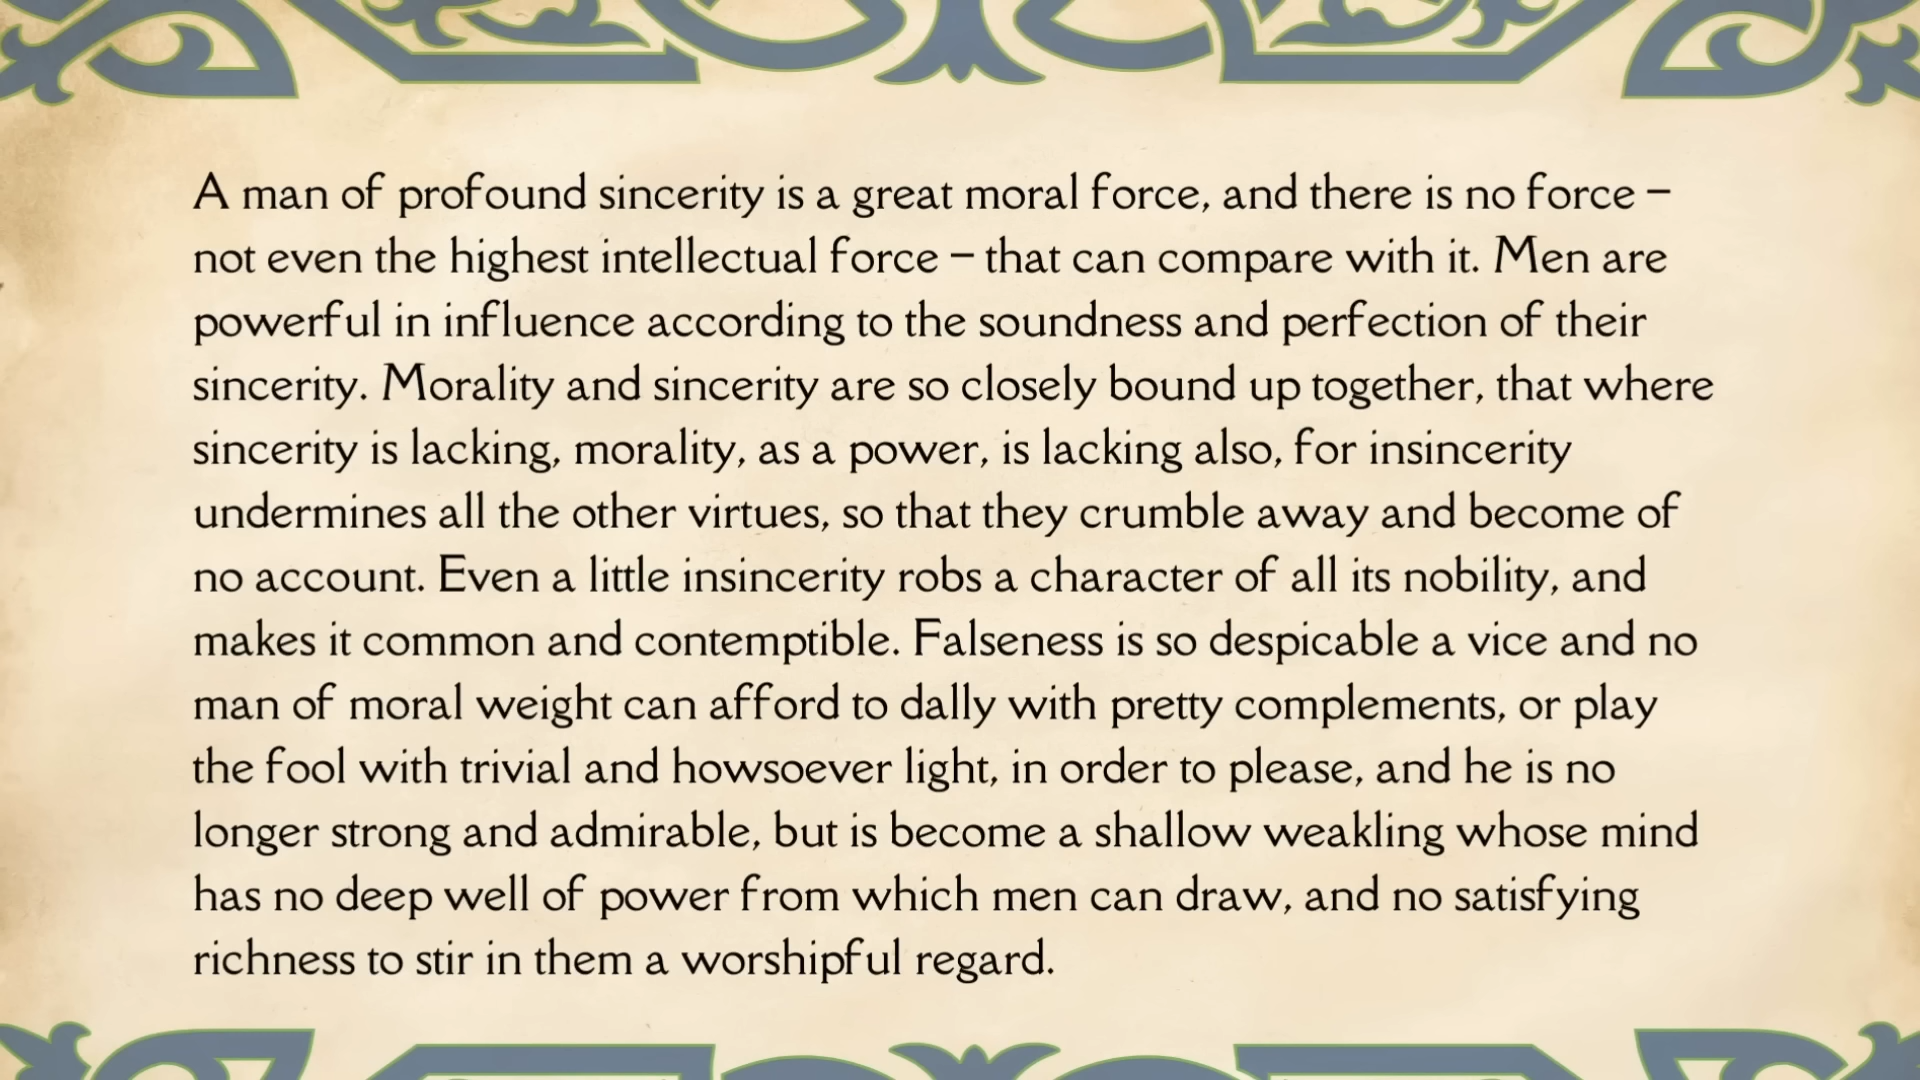 A man of profound sincerity is a great moral force, and there is no force –
not even the highest intellectual force – that can compare with it. Men are
powerful in influence according to the soundness and perfection of their
sincerity. Morality and sincerity are so closely bound up together, that where
sincerity is lacking, morality, as a power, is lacking also, for insincerity
undermines all the other virtues, so that they crumble away and become of
no account. Even a little insincerity robs a character of all its nobility, and
makes it common and contemptible. Falseness is so despicable a vice and no
man of moral weight can afford to dally with pretty complements, or play
the fool with trivial and howsoever light, in order to please, and he is no
longer strong and admirable, but is become a shallow weakling whose mind
has no deep well of power from which men can draw, and no satisfying
richness to stir in them a worshipful regard.